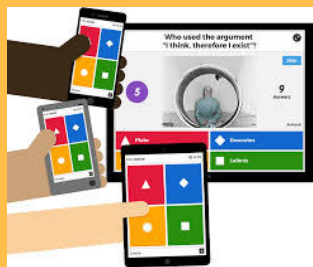 Who used the argument
"I think, therefore I exist"?
Skip
5
9
Answers
Plato
Descartes
Leibniz